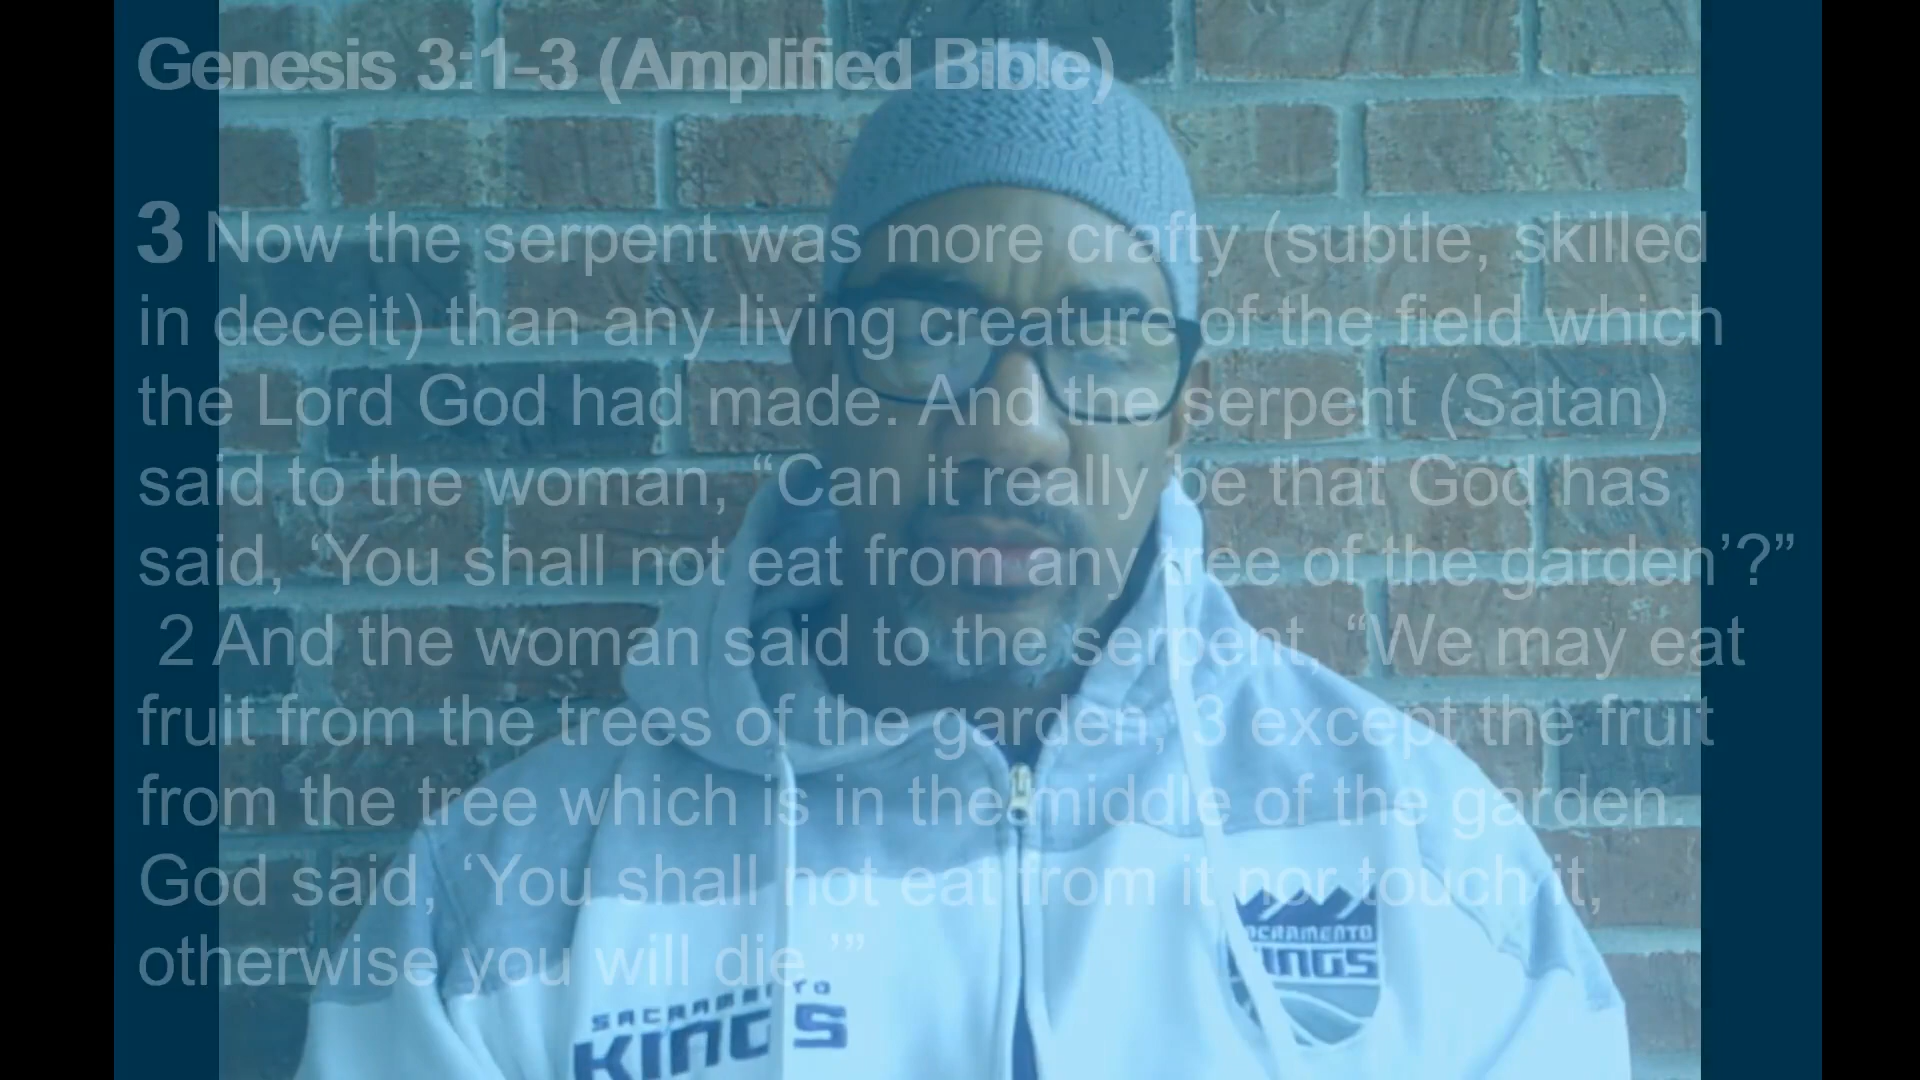 Genesis 3:1-3 (Amplified Bible)
3 Now the serpent was more crafty (subtle, skilled
in deceit) than any living creature of the field which
the Lord God had made. And the serpent (Satan)
said to the woman, “Can it really be that God has
said, ‘You shall not eat from any tree of the garden’?”
2 And the woman said to the serpent, “We may eat
fruit from the trees of the garden, 3 except the fruit
from the tree which is in the middle of the garden.
God said, ‘You shall not eat from it nor touch it,
otherwise you will die.’”
SACRAMENTO
KINGS
SACRAMENTO
KINGS